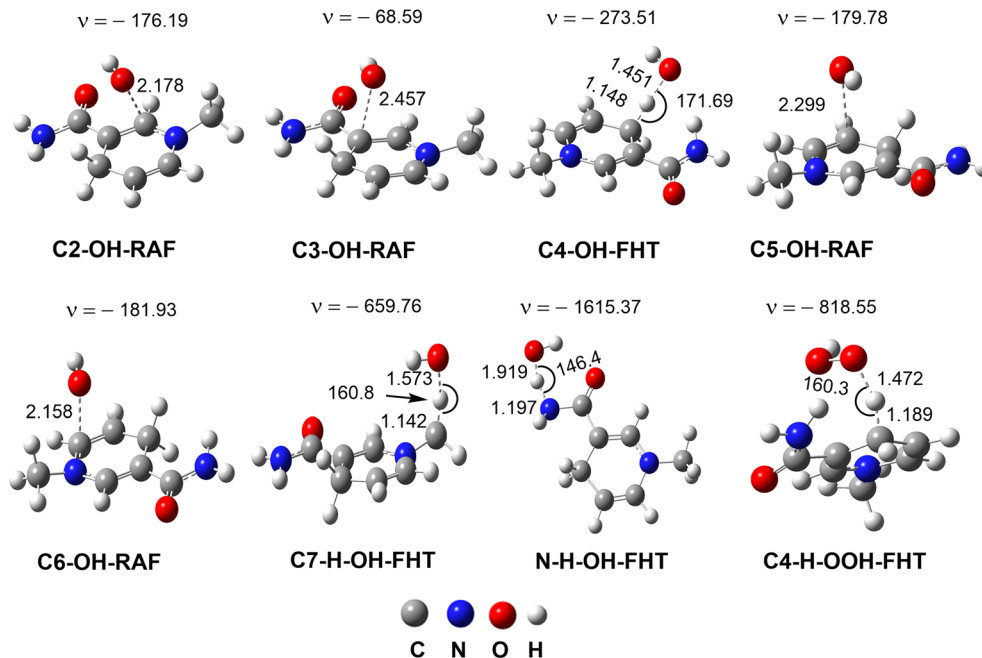 ν = − 176.19
ν = − 68.59
ν = − 273.51
ν = − 179.78
2.178
2.457
1.451
1.148
171.69
2.299
C2-OH-RAF
C3-OH-RAF
C4-OH-FHT
C5-OH-RAF
ν = − 181.93
ν = − 659.76
ν = − 1615.37
ν = − 818.55
2.158
1.573
160.8
1.142
1.919
146.4
1.197
160.3
1.472
1.189
C6-OH-RAF
C7-H-OH-FHT
N-H-OH-FHT
C4-H-OOH-FHT
C N O H